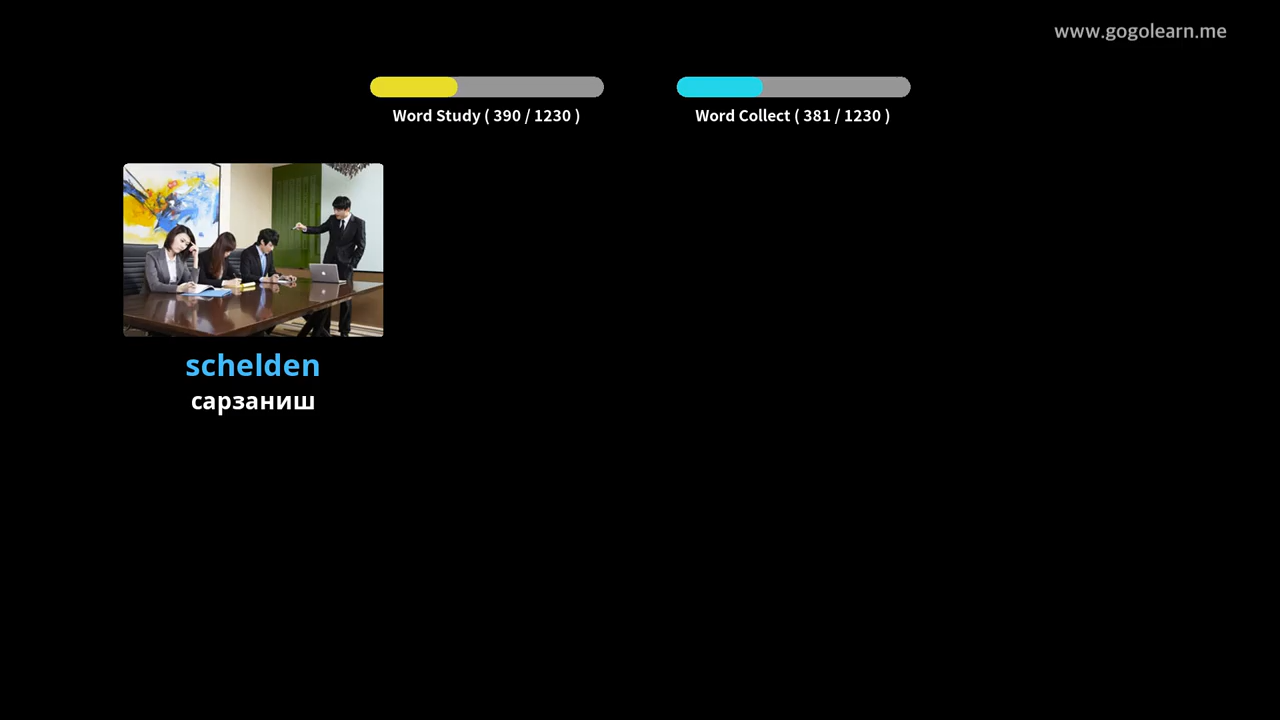 www.gogolearn.me
Word Study ( 390 / 1230 )
Word Collect ( 381 / 1230 )
schelden
сарзаниш